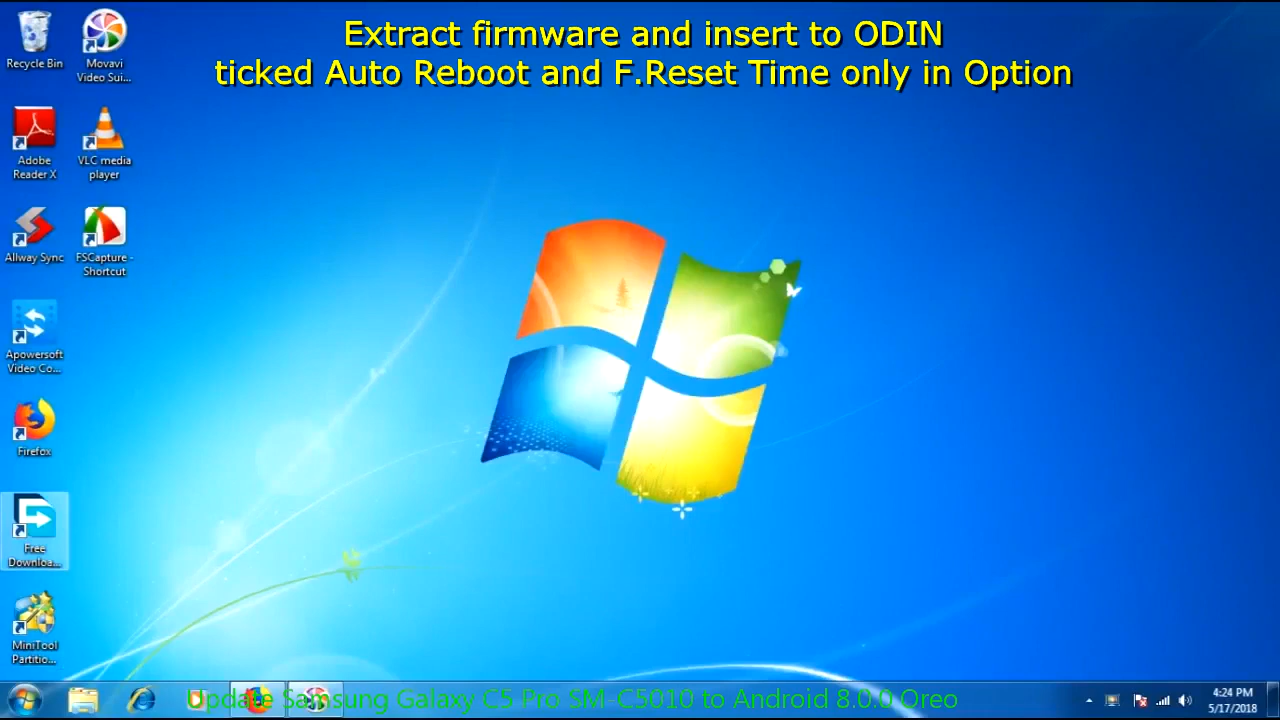 Extract firmware and insert to ODIN
ticked Auto Reboot and F.Reset Time only in Option
Recycle Bin
Movavi
Video Sui...
Adobe
Reader X
VLC media
player
Allway Sync
FSCapture -
Shortcut
Apowersoft
Video Co...
Firefox
Free
Downloa...
MiniTool
Partitio...
Update Samsung Galaxy C5 Pro SM-C5010 to Android 8.0.0 Oreo
4:24 PM
5/17/2018